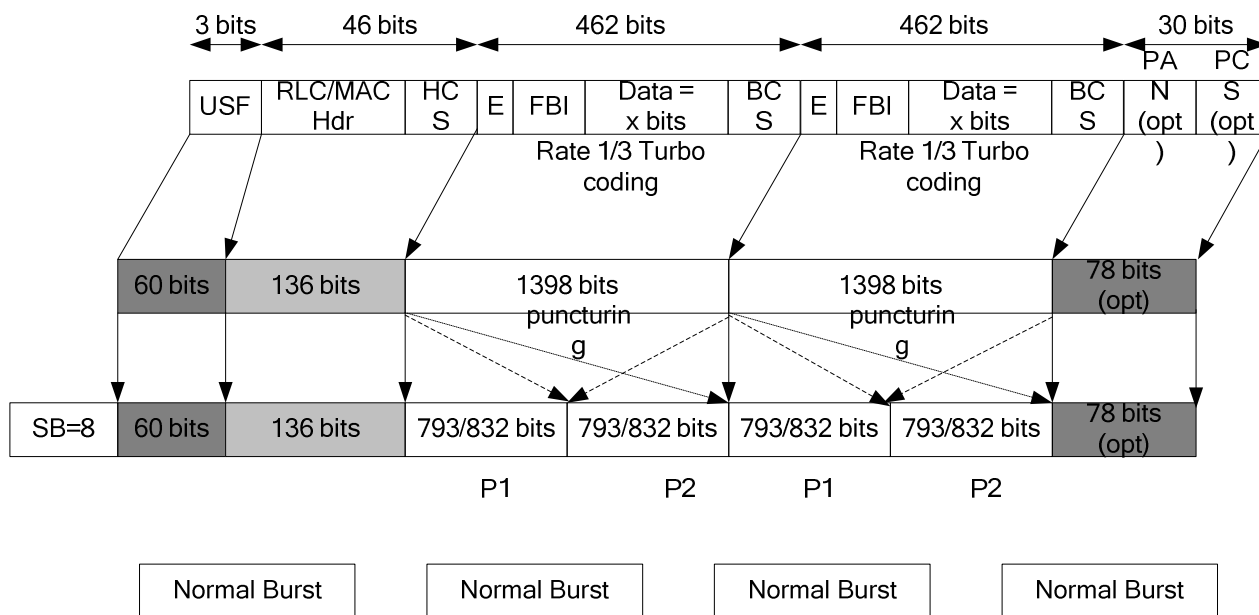 3 bits 46 bits 462 bits 462 bits 30 bits
USF
RLC/MAC
Hdr
HC
S
E
FBI
Data =
x bits
BC
S
E
FBI
Data =
x bits
BC
S
PA
N
(opt
)
PC
S
(opt
)
Rate 1/3 Turbo
coding
Rate 1/3 Turbo
coding
60 bits
136 bits
1398 bits
puncturin
g
1398 bits
puncturin
g
78 bits
(opt)
SB=8
60 bits
136 bits
793/832 bits
793/832 bits
793/832 bits
793/832 bits
78 bits
(opt)
P1 P2 P1 P2
Normal Burst Normal Burst Normal Burst Normal Burst